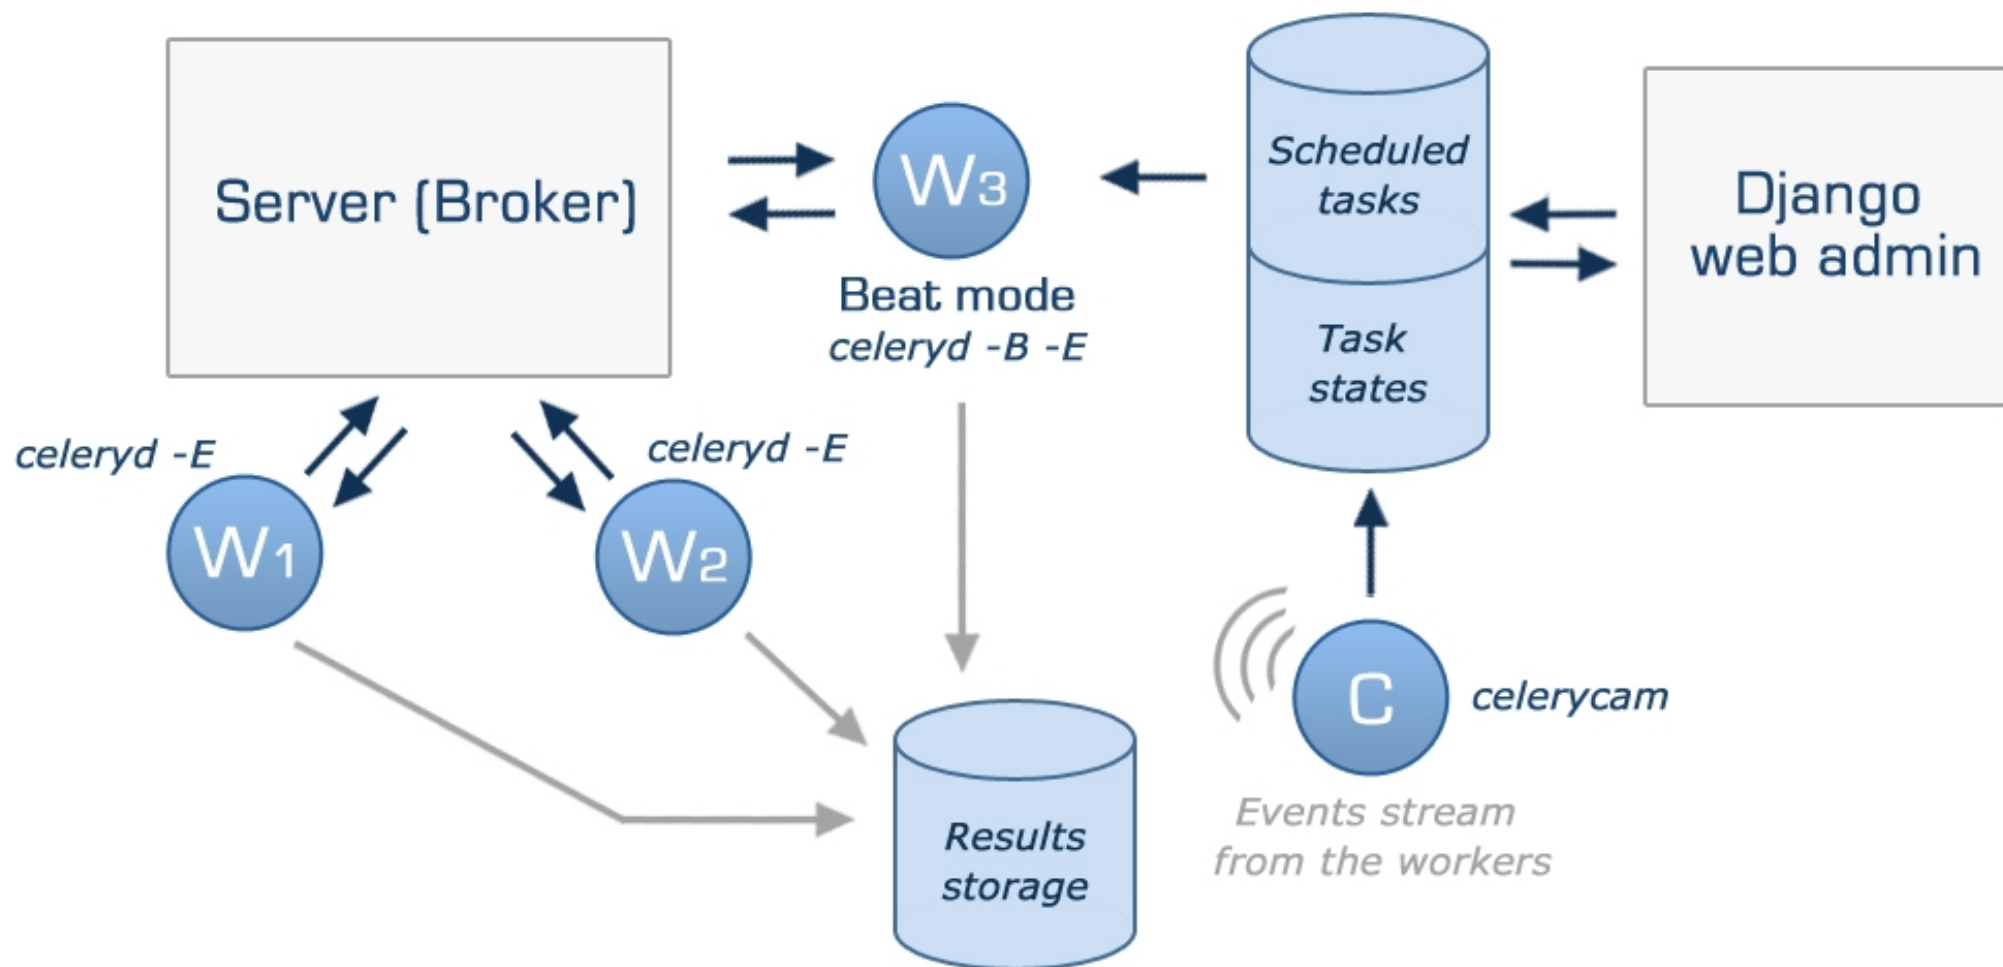 Server (Broker)
W3
Beat mode
celeryd -B -E
Scheduled
tasks
Task
states
Django
web admin
celeryd -E
W1
celeryd -E
W2
Results
storage
C
celerycam
Events stream
from the workers